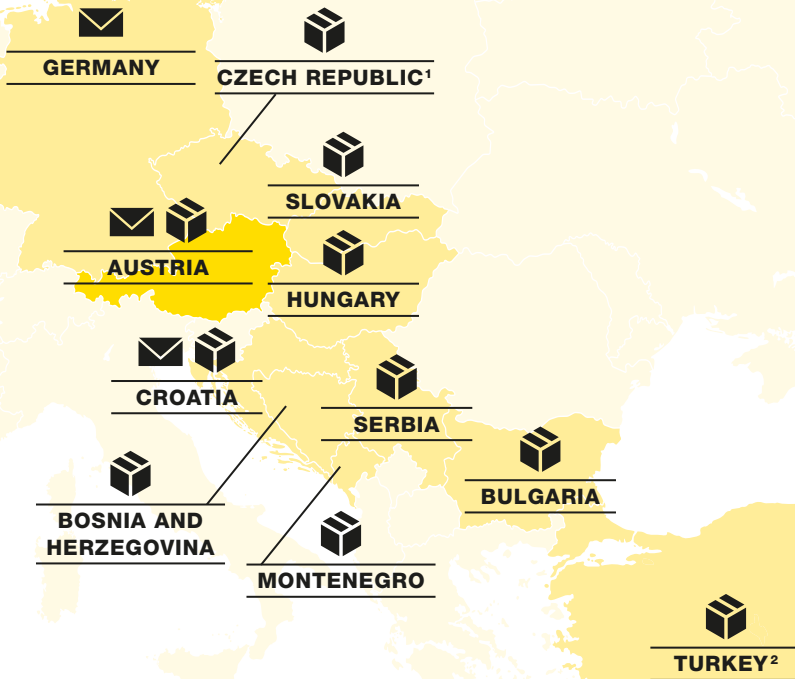 GERMANY
CZECH REPUBLIC¹
SLOVAKIA
AUSTRIA
HUNGARY
CROATIA
SERBIA
BULGARIA
BOSNIA AND
HERZEGOVINA
MONTENEGRO
TURKEY²